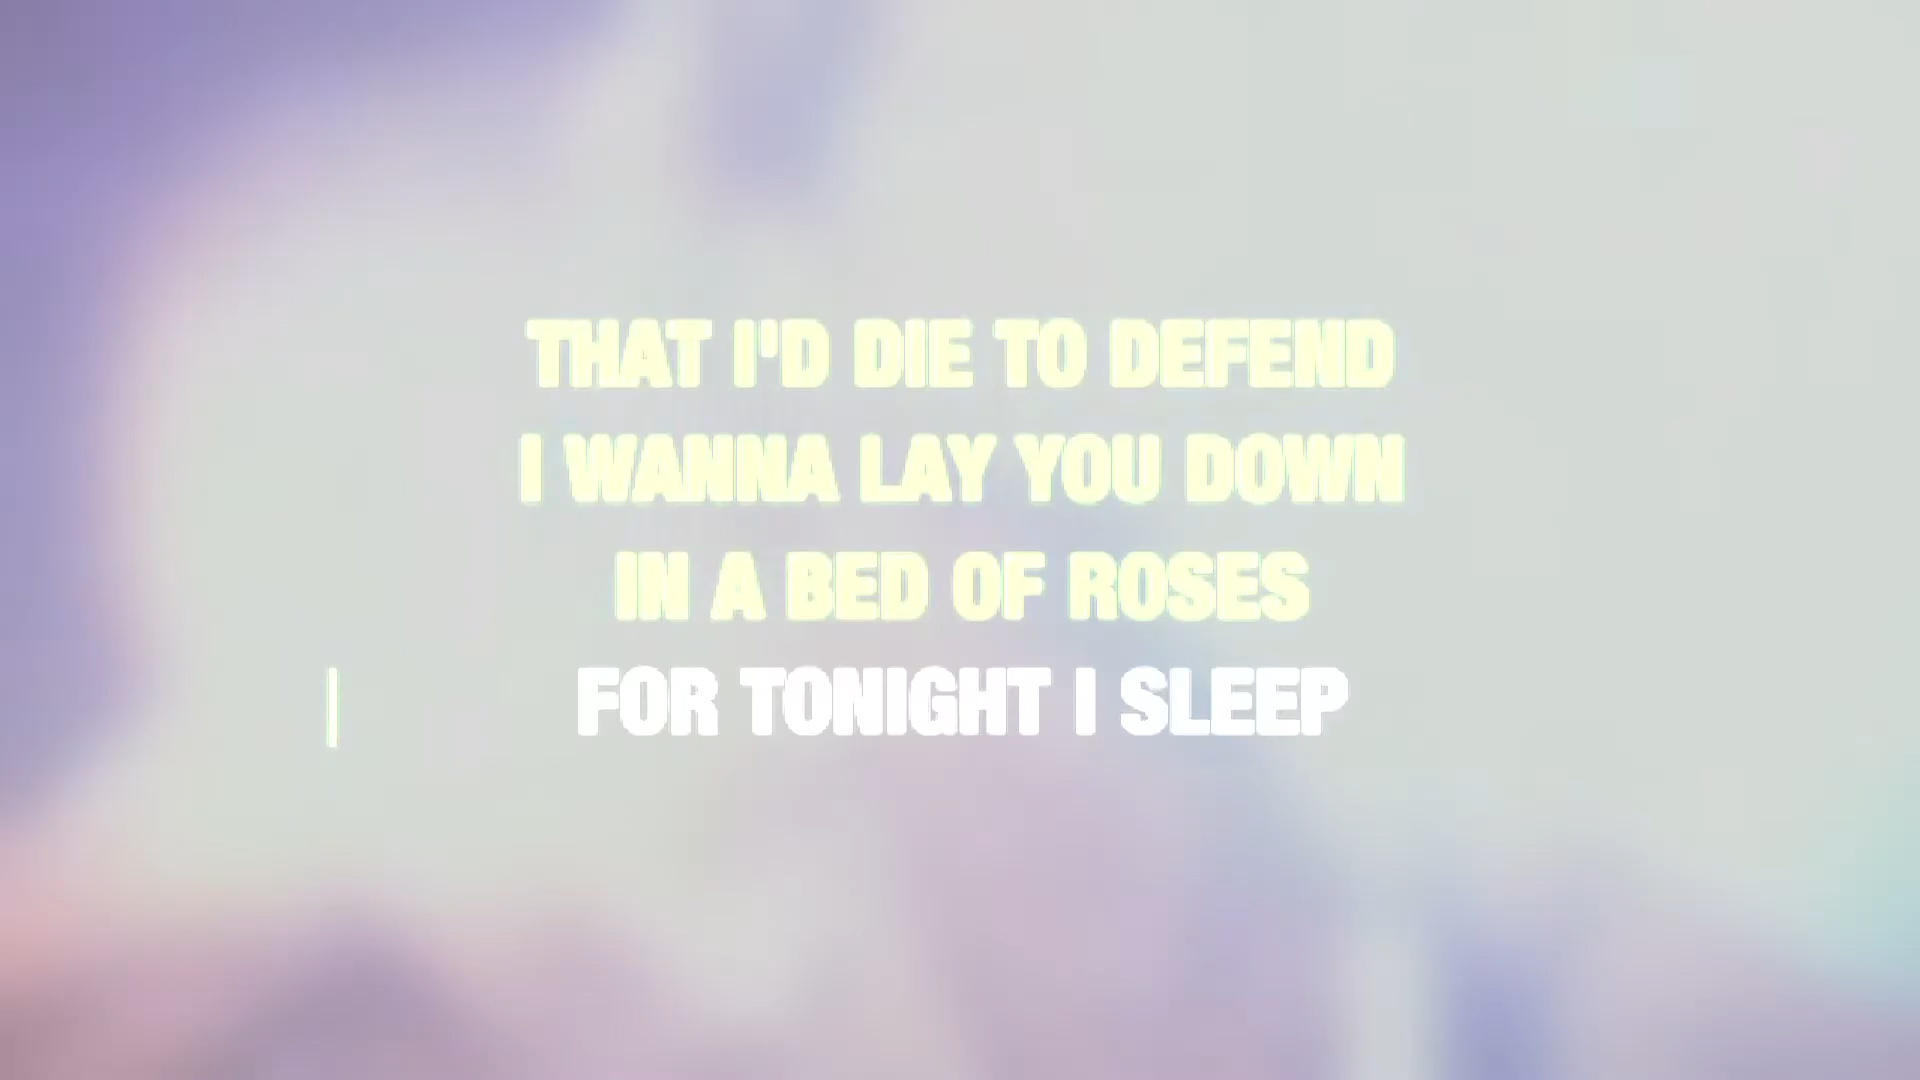 THAT I'D DIE TO DEFEND
I WANNA LAY YOU DOWN
IN A BED OF ROSES
FOR TONIGHT I SLEEP